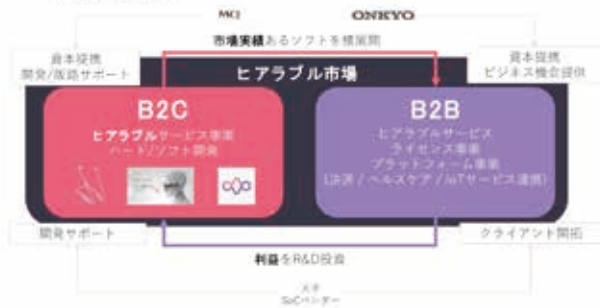 MCJ
ONKYO
市場実績あるソフトを横展開
資本提携
開発/販路サポート
資本提携
ビジネス機会提供
ヒアラブル市場
B2C
ヒアラブルサービス事業
ハード/ソフト開発
B2B
ヒアラブルサービス
ライセンス事業
プラットフォーム事業
(決済 / ヘルスケア / IoTサービス連携)
開発サポート
クライアント開拓
利益をR&D投資
大手
SoCベンダー